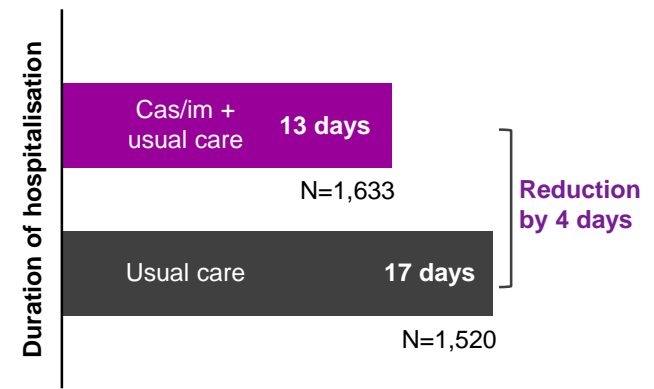 Duration of hospitalisation
Cas/im +
usual care
13 days
N=1,633
Reduction
by 4 days
Usual care
17 days
N=1,520